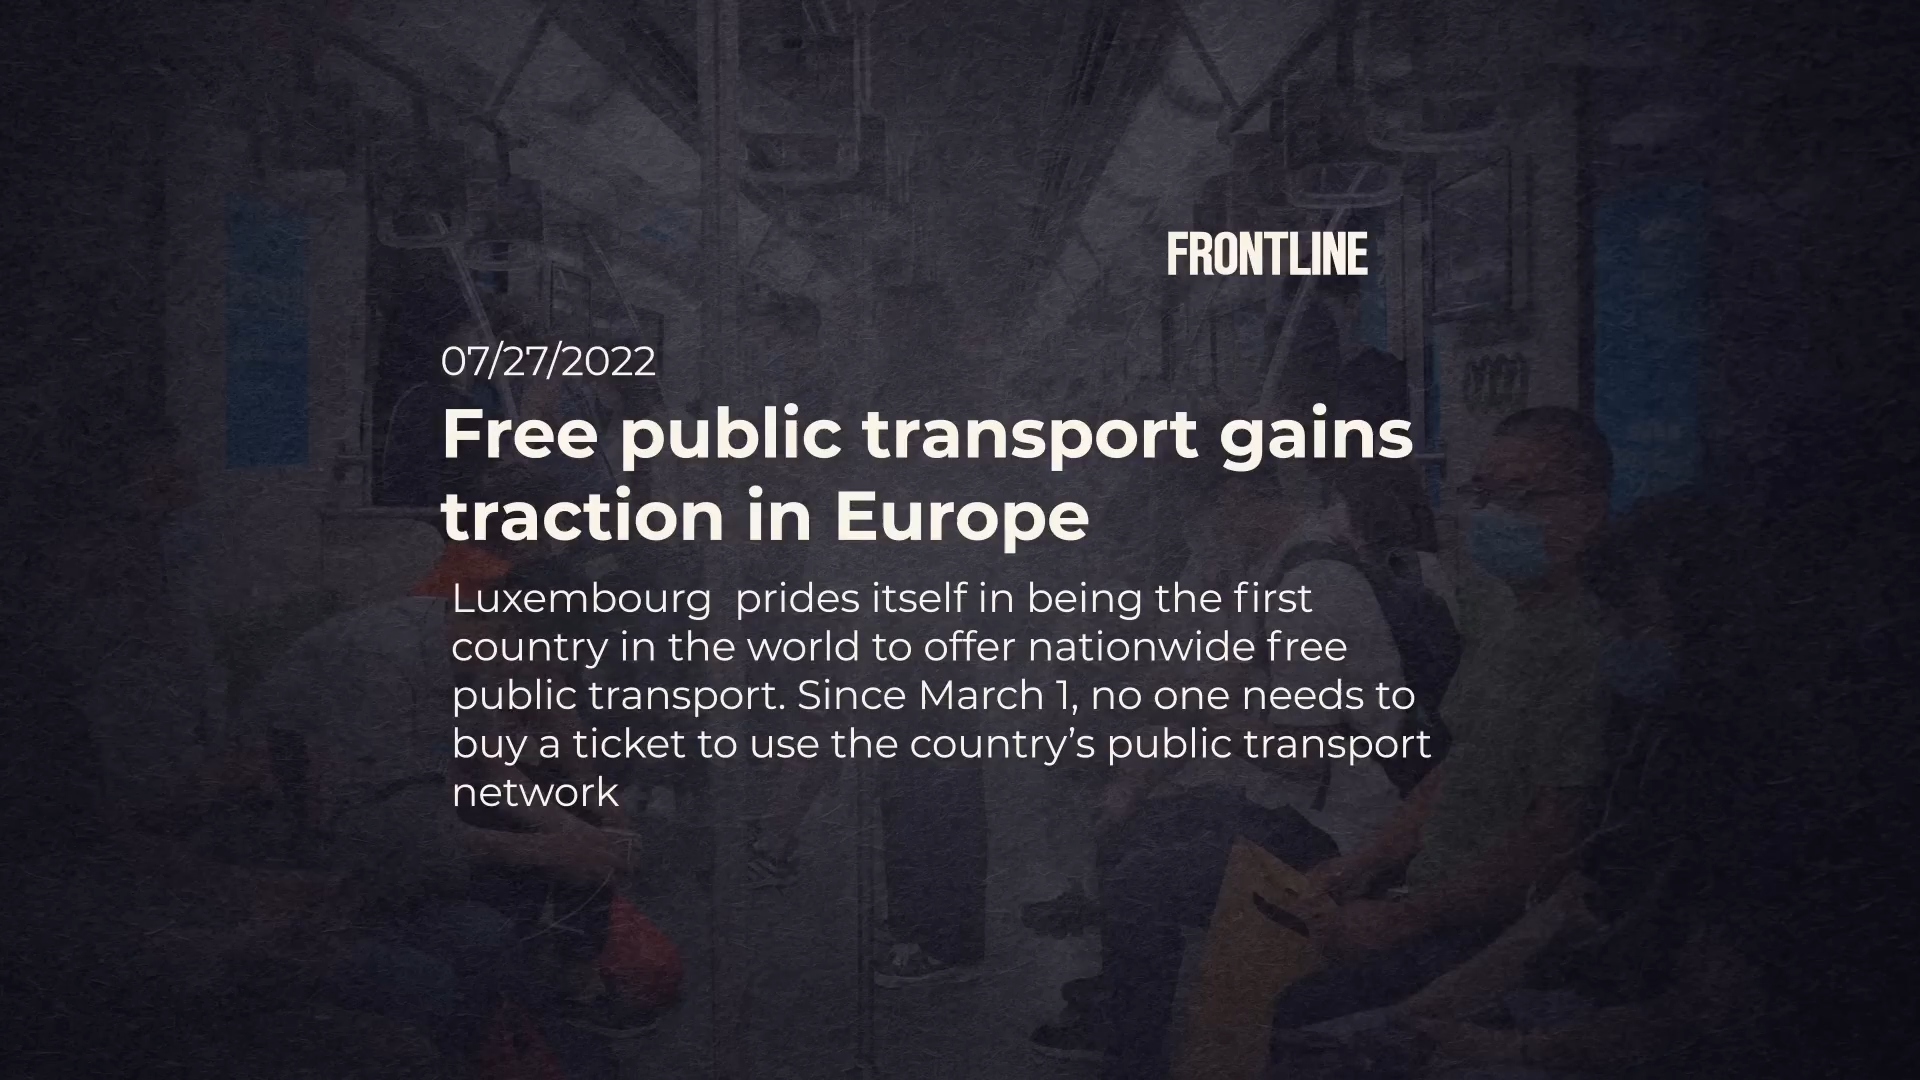 FRONTLINE
07/27/2022
Free public transport gains
traction in Europe
Luxembourg  prides itself in being the first
country in the world to offer nationwide free
public transport. Since March 1, no one needs to
buy a ticket to use the country’s public transport
network